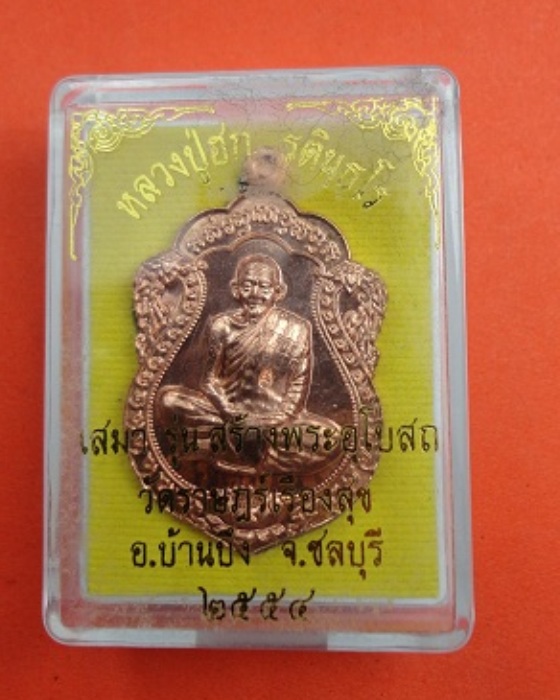 หลวงปู่ฮก รตินฺธโร
เสมา รุ่น สร้างพระอุโบสถ
วัดราษฎร์เรืองสุข
อ.บ้านบึง จ.ชลบุรี
๒๕๕๔